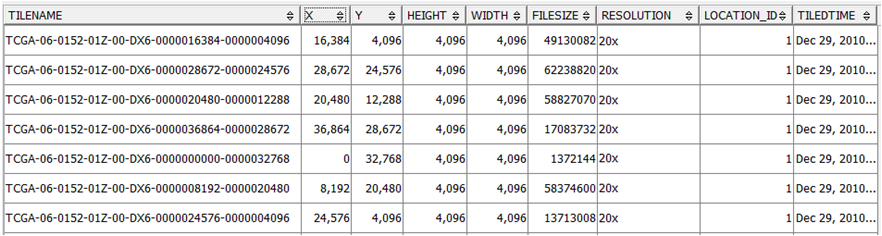 TILENAME X Y HEIGHT WIDTH FILESIZE RESOLUTION LOCATION_ID TILEDTIME
TCGA-06-0152-01Z-00-DX6-0000016384-0000004096 16,384 4,096 4,096 4,096 49130082 20x 1 Dec 29, 2010...
TCGA-06-0152-01Z-00-DX6-0000028672-0000024576 28,672 24,576 4,096 4,096 62238820 20x 1 Dec 29, 2010...
TCGA-06-0152-01Z-00-DX6-0000020480-0000012288 20,480 12,288 4,096 4,096 58827070 20x 1 Dec 29, 2010...
TCGA-06-0152-01Z-00-DX6-0000036864-0000028672 36,864 28,672 4,096 4,096 17083732 20x 1 Dec 29, 2010...
TCGA-06-0152-01Z-00-DX6-0000000000-0000032768 0 32,768 4,096 4,096 1372144 20x 1 Dec 29, 2010...
TCGA-06-0152-01Z-00-DX6-0000008192-0000020480 8,192 20,480 4,096 4,096 58374600 20x 1 Dec 29, 2010...
TCGA-06-0152-01Z-00-DX6-0000024576-0000004096 24,576 4,096 4,096 4,096 13713008 20x 1 Dec 29, 2010...